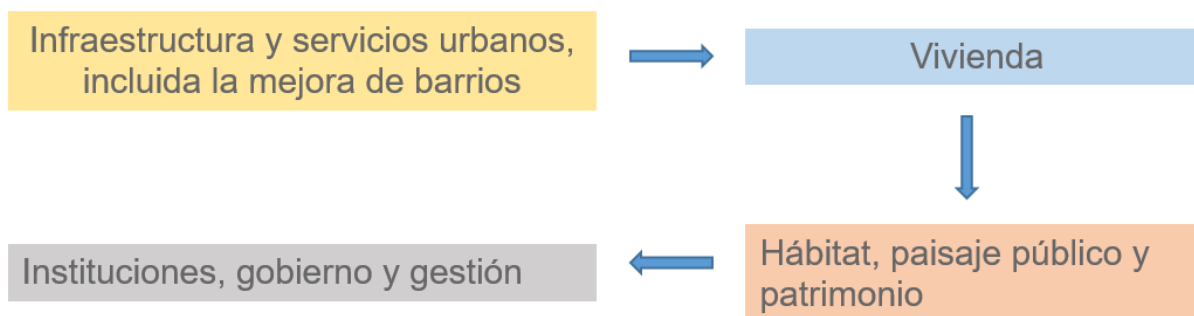 Infraestructura y servicios urbanos,
incluida la mejora de barrios
Vivienda
Hábitat, paisaje público y
patrimonio
Instituciones, gobierno y gestión